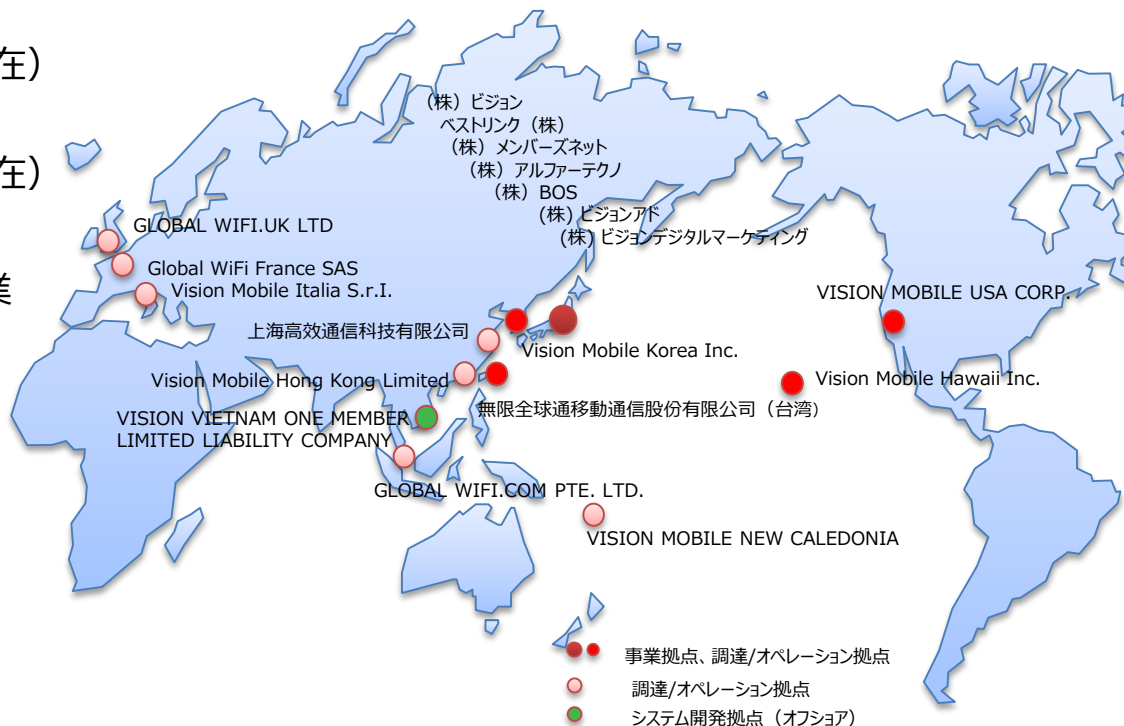 在）
在）
業
（株）ビジョン
ベストリンク（株）
（株）メンバーズネット
（株）アルファーテクノ
（株）BOS
（株）ビジョンアド
（株）ビジョンデジタルマーケティング
GLOBAL WIFI.UK LTD
Global WiFi France SAS
Vision Mobile Italia S.r.l.
VISION MOBILE USA CORP.
上海高效通信科技有限公司
Vision Mobile Korea Inc.
Vision Mobile Hong Kong Limited
Vision Mobile Hawaii Inc.
無限全球通移動通信股份有限公司（台湾）
VISION VIETNAM ONE MEMBER
LIMITED LIABILITY COMPANY
GLOBAL WIFI.COM PTE. LTD.
VISION MOBILE NEW CALEDONIA
事業拠点、調達/オペレーション拠点
調達/オペレーション拠点
システム開発拠点（オフショア）